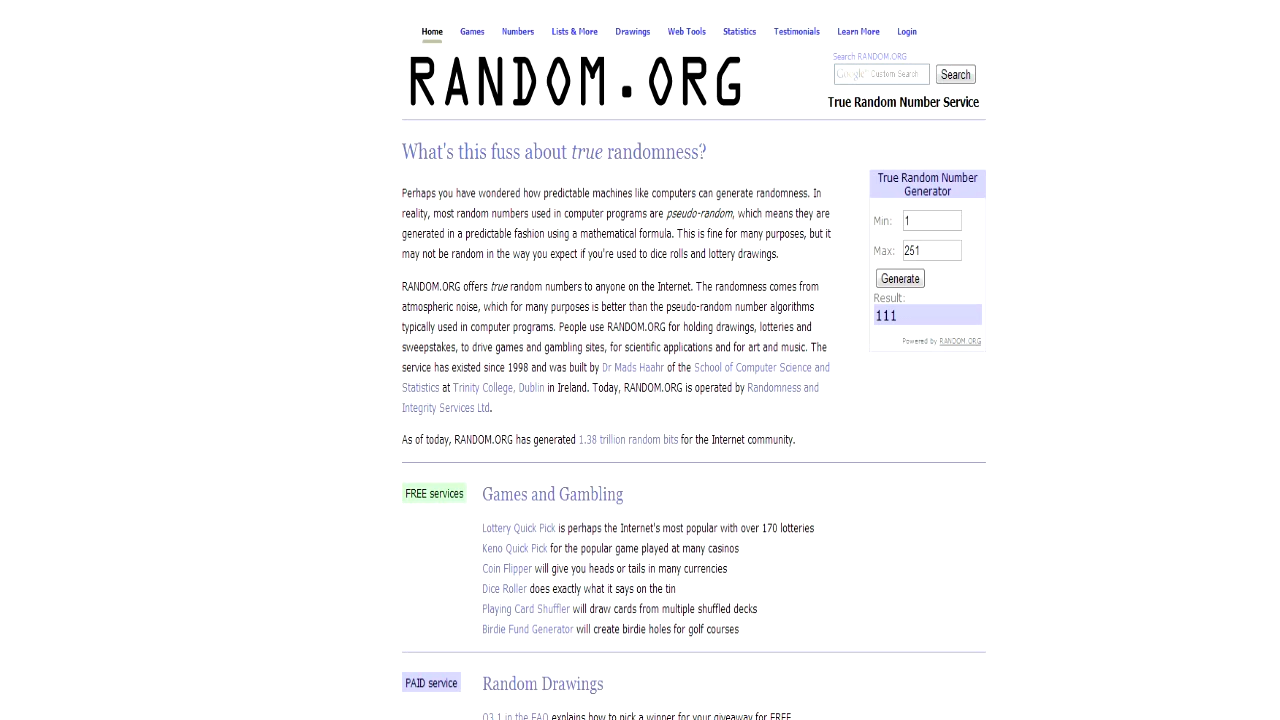 Home Games Numbers Lists & More Drawings Web Tools Statistics Testimonials Learn More Login
RANDOM.ORG
Search RANDOM.ORG
Google Custom Search Search
True Random Number Service
What's this fuss about true randomness?
Perhaps you have wondered how predictable machines like computers can generate randomness. In
reality, most random numbers used in computer programs are pseudo-random, which means they are
generated in a predictable fashion using a mathematical formula. This is fine for many purposes, but it
may not be random in the way you expect if you're used to dice rolls and lottery drawings.
RANDOM.ORG offers true random numbers to anyone on the Internet. The randomness comes from
atmospheric noise, which for many purposes is better than the pseudo-random number algorithms
typically used in computer programs. People use RANDOM.ORG for holding drawings, lotteries and
sweepstakes, to drive games and gambling sites, for scientific applications and for art and music. The
service has existed since 1998 and was built by Dr Mads Haahr of the School of Computer Science and
Statistics at Trinity College, Dublin in Ireland. Today, RANDOM.ORG is operated by Randomness and
Integrity Services Ltd.
As of today, RANDOM.ORG has generated 1.38 trillion random bits for the Internet community.
True Random Number
Generator
Min: 1
Max: 251
Generate
Result:
111
Powered by RANDOM.ORG
FREE services
Games and Gambling
Lottery Quick Pick is perhaps the Internet's most popular with over 170 lotteries
Keno Quick Pick for the popular game played at many casinos
Coin Flipper will give you heads or tails in many currencies
Dice Roller does exactly what it says on the tin
Playing Card Shuffler will draw cards from multiple shuffled decks
Birdie Fund Generator will create birdie holes for golf courses
PAID service
Random Drawings
Q3.1 in the FAQ explains how to pick a winner for your giveaway for FREE